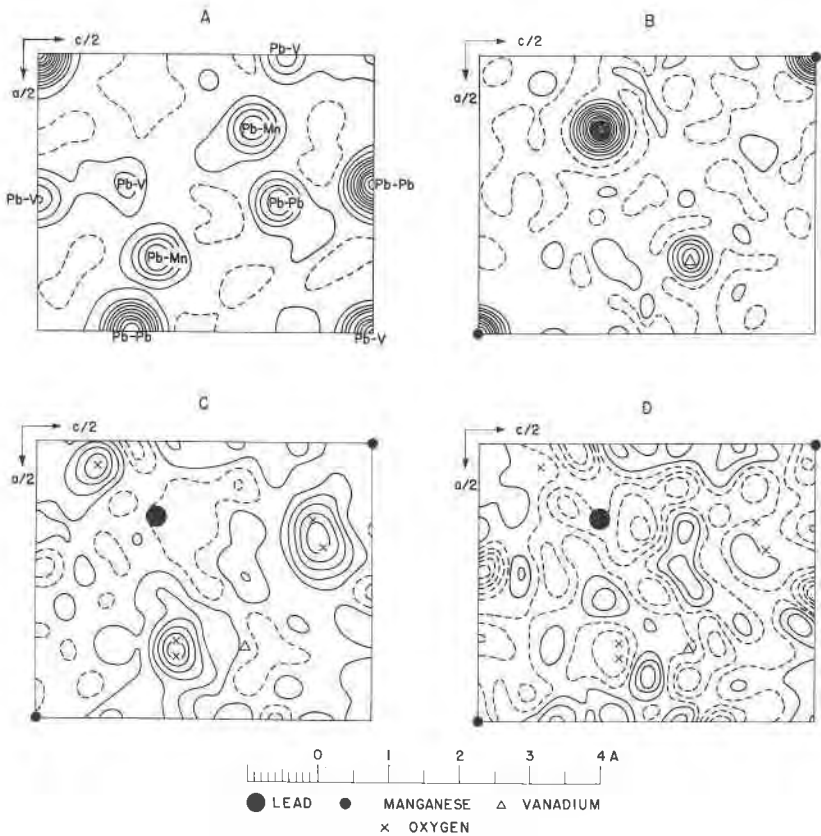 A
c/2
a/2
Pb-V
Pb-Mn
Pb-V
Pb-V
Pb-Pb
Pb-Pb
Pb-Mn
Pb-Pb
Pb-V
B
c/2
a/2
C
c/2
a/2
D
c/2
a/2
0 1 2 3 4 A
LEAD MANGANESE VANADIUM
OXYGEN